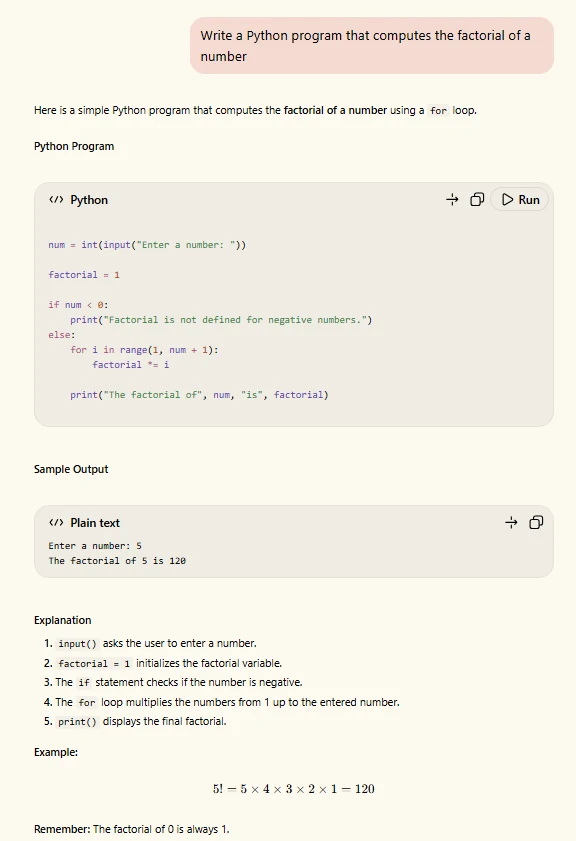 Write a Python program that computes the factorial of a
number
Here is a simple Python program that computes the factorial of a number using a for loop.
Python Program
Python
Run
num = int(input("Enter a number: "))
factorial = 1
if num < 0:
    print("Factorial is not defined for negative numbers.")
else:
    for i in range(1, num + 1):
        factorial *= i
    print("The factorial of", num, "is", factorial)
Sample Output
Plain text
Enter a number: 5
The factorial of 5 is 120
Explanation
1. input() asks the user to enter a number.
2. factorial = 1 initializes the factorial variable.
3. The if statement checks if the number is negative.
4. The for loop multiplies the numbers from 1 up to the entered number.
5. print() displays the final factorial.
Example:
5! = 5 × 4 × 3 × 2 × 1 = 120
Remember: The factorial of 0 is always 1.